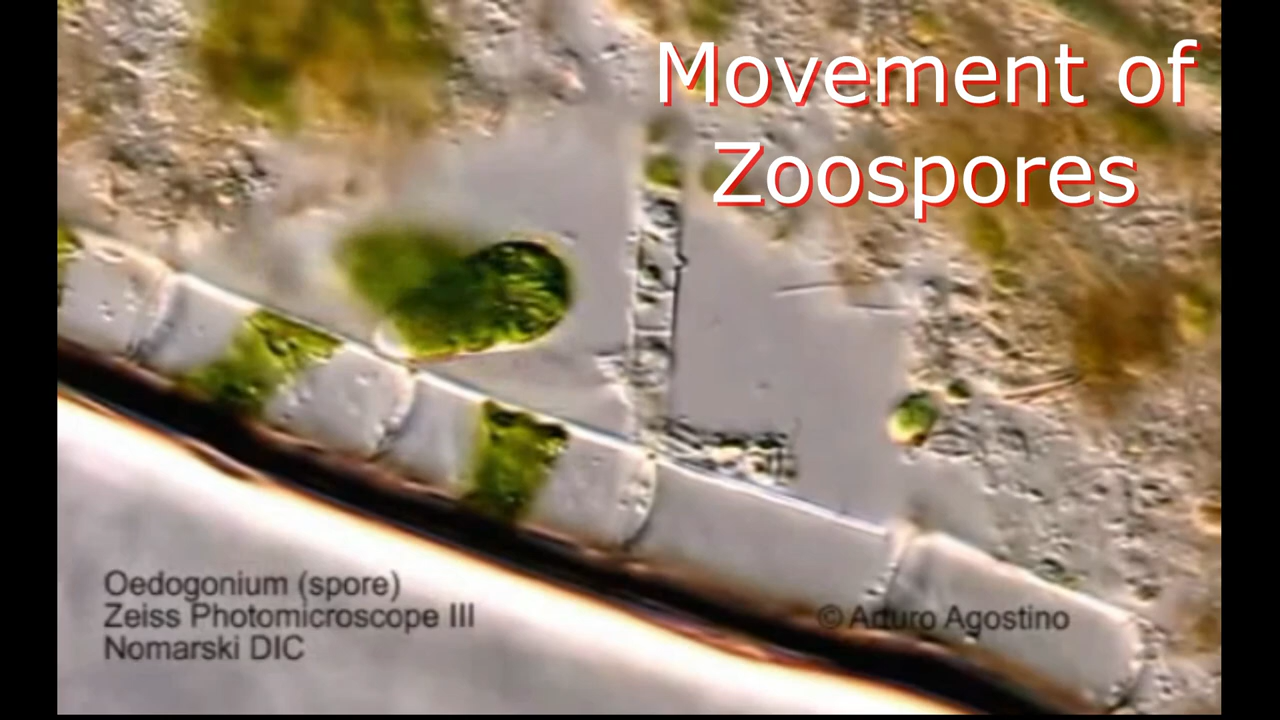 Movement of
Zoospores
Oedogonium (spore)
Zeiss Photomicroscope III
Nomarski DIC
© Arturo Agostino